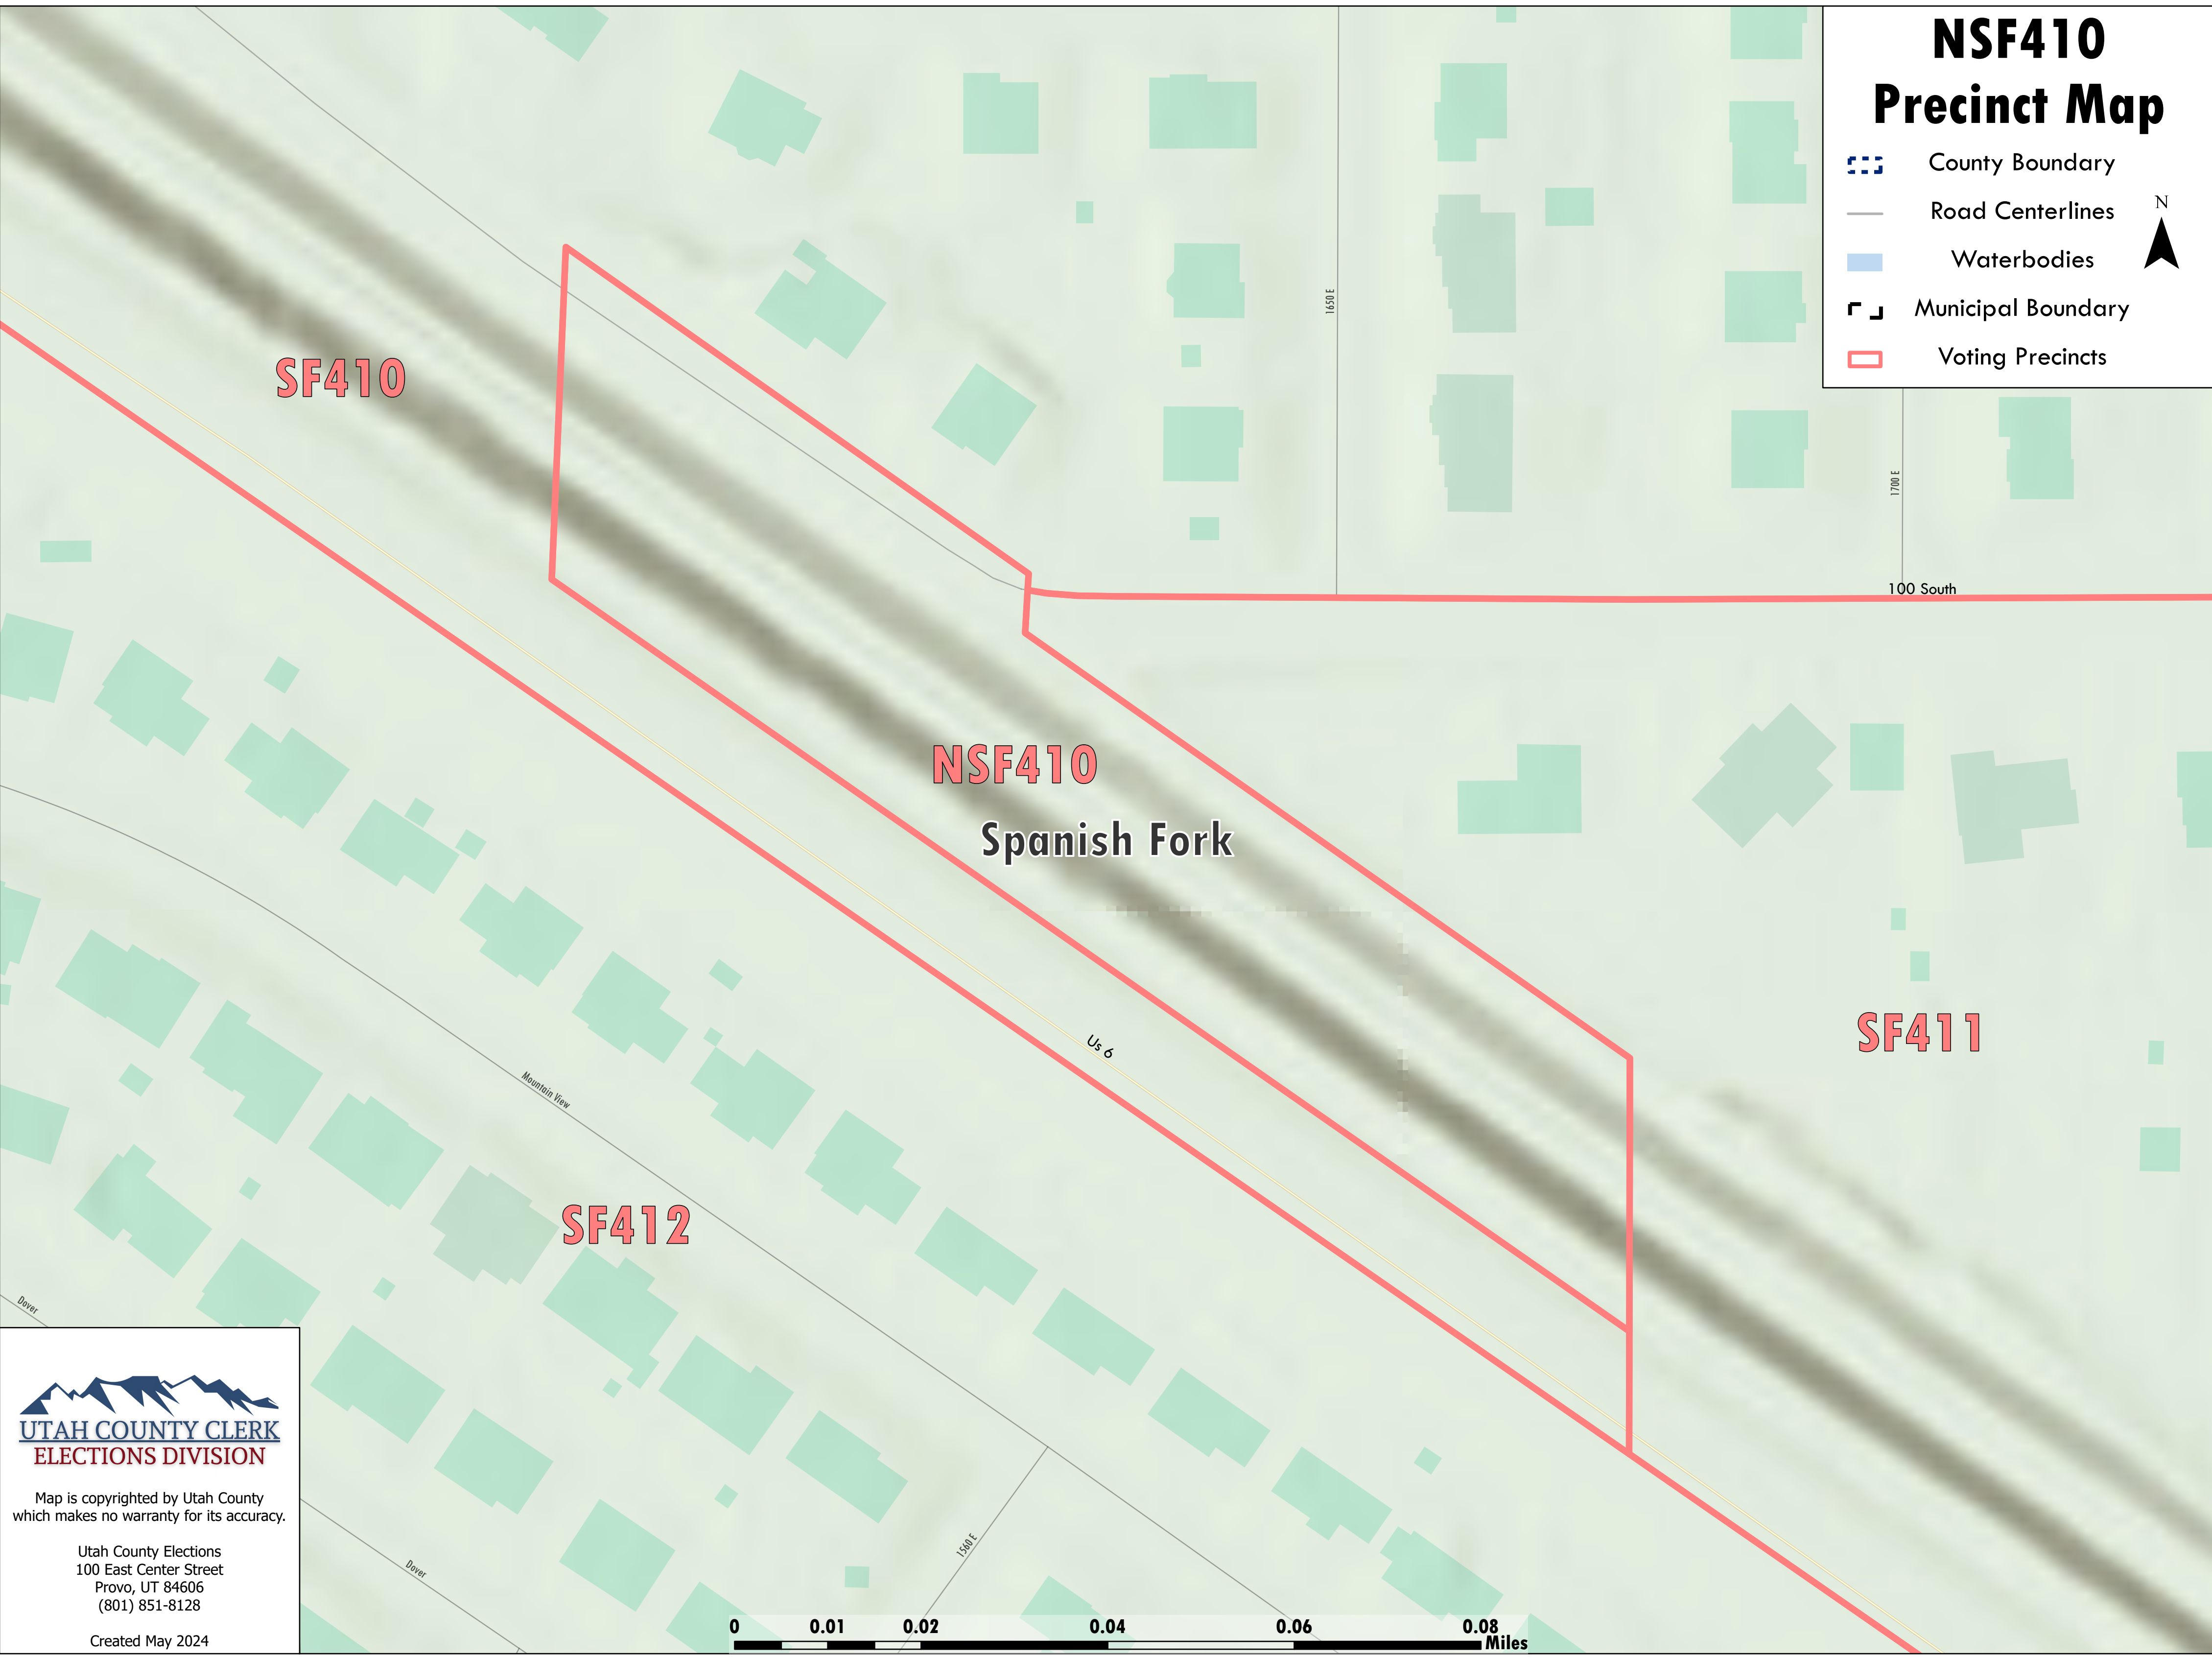 NSF410
Precinct Map
County Boundary
Road Centerlines
N
Waterbodies
Municipal Boundary
Voting Precincts
1650 E
SF410
1700 E
100 South
NSF410
Spanish Fork
SF411
Us 6
Mountain View
SF412
Dover
UTAH COUNTY CLERK
ELECTIONS DIVISION
Map is copyrighted by Utah County
which makes no warranty for its accuracy.
Utah County Elections
100 East Center Street
Provo, UT 84606
(801) 851-8128
Created May 2024
Dover
1560 E
0 0.01 0.02 0.04 0.06 0.08
Miles